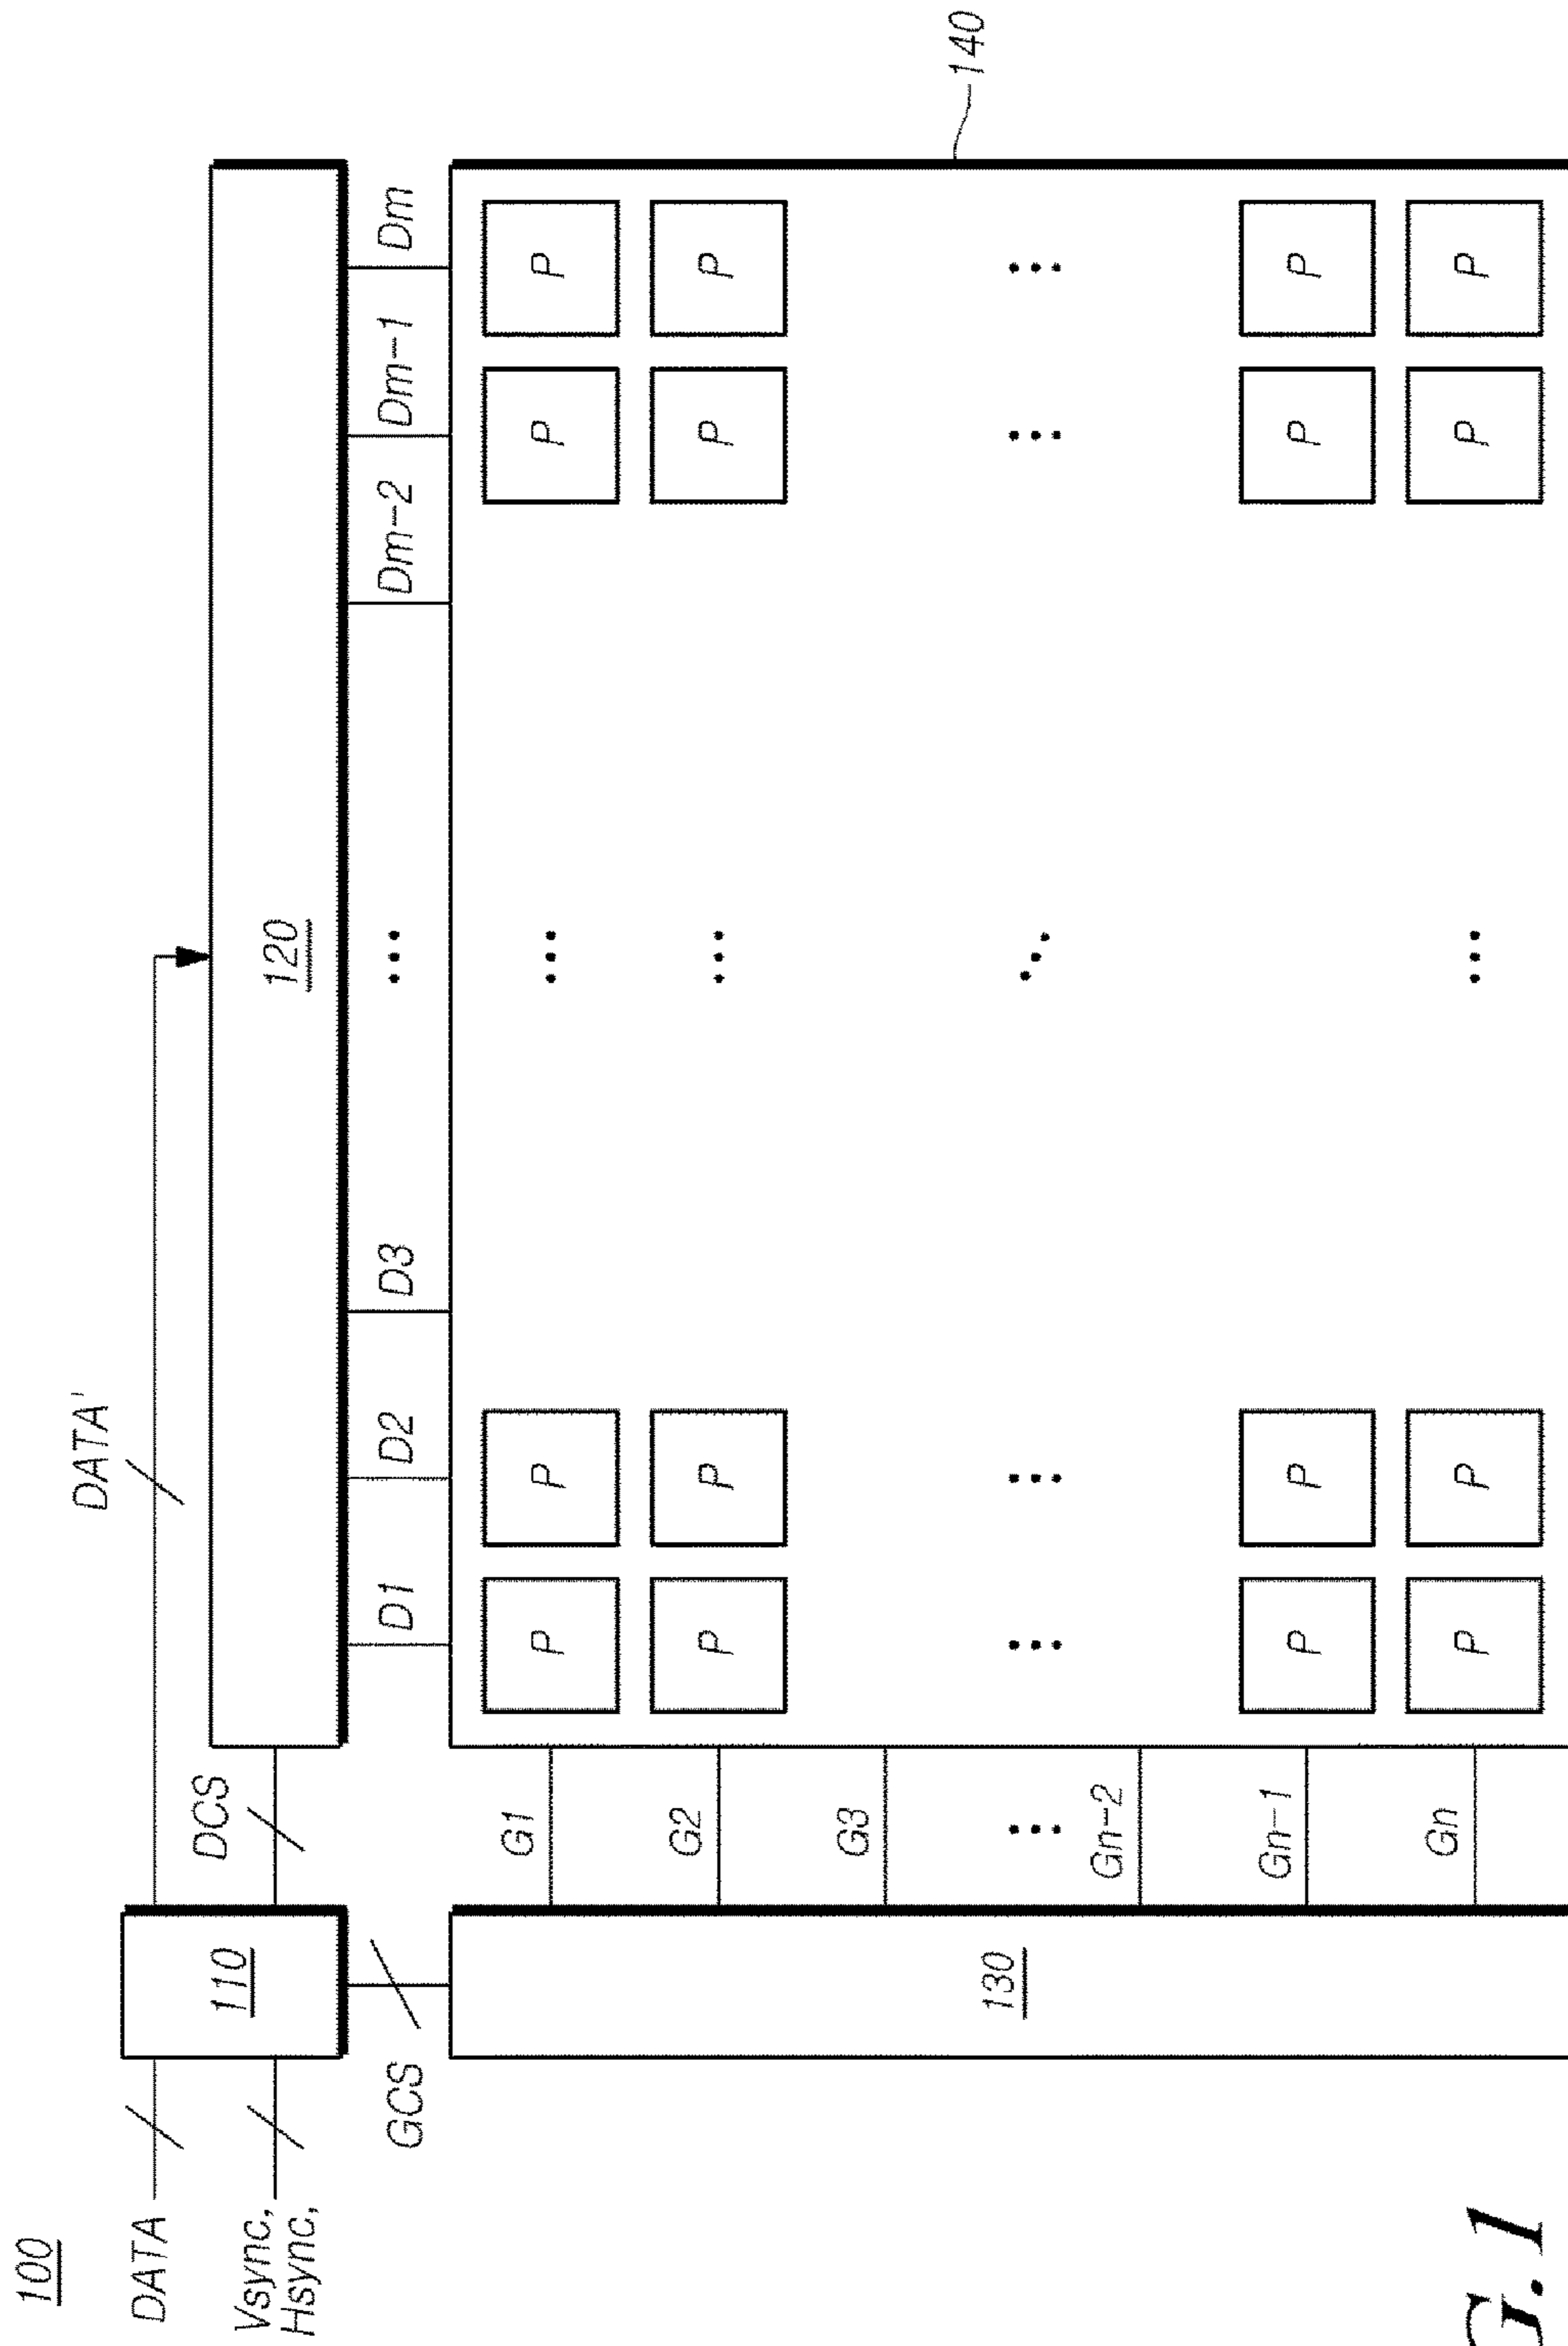 100
DATA'
DATA
110
DCS
Vsync,
Hsync,
120
GCS
D1 D2 D3 ... Dm-2 Dm-1 Dm
G1 P P ... P P
G2 P P ... P P
G3
140
130
Gn-2
Gn-1 P P P P
Gn P P ... P P
G. 1